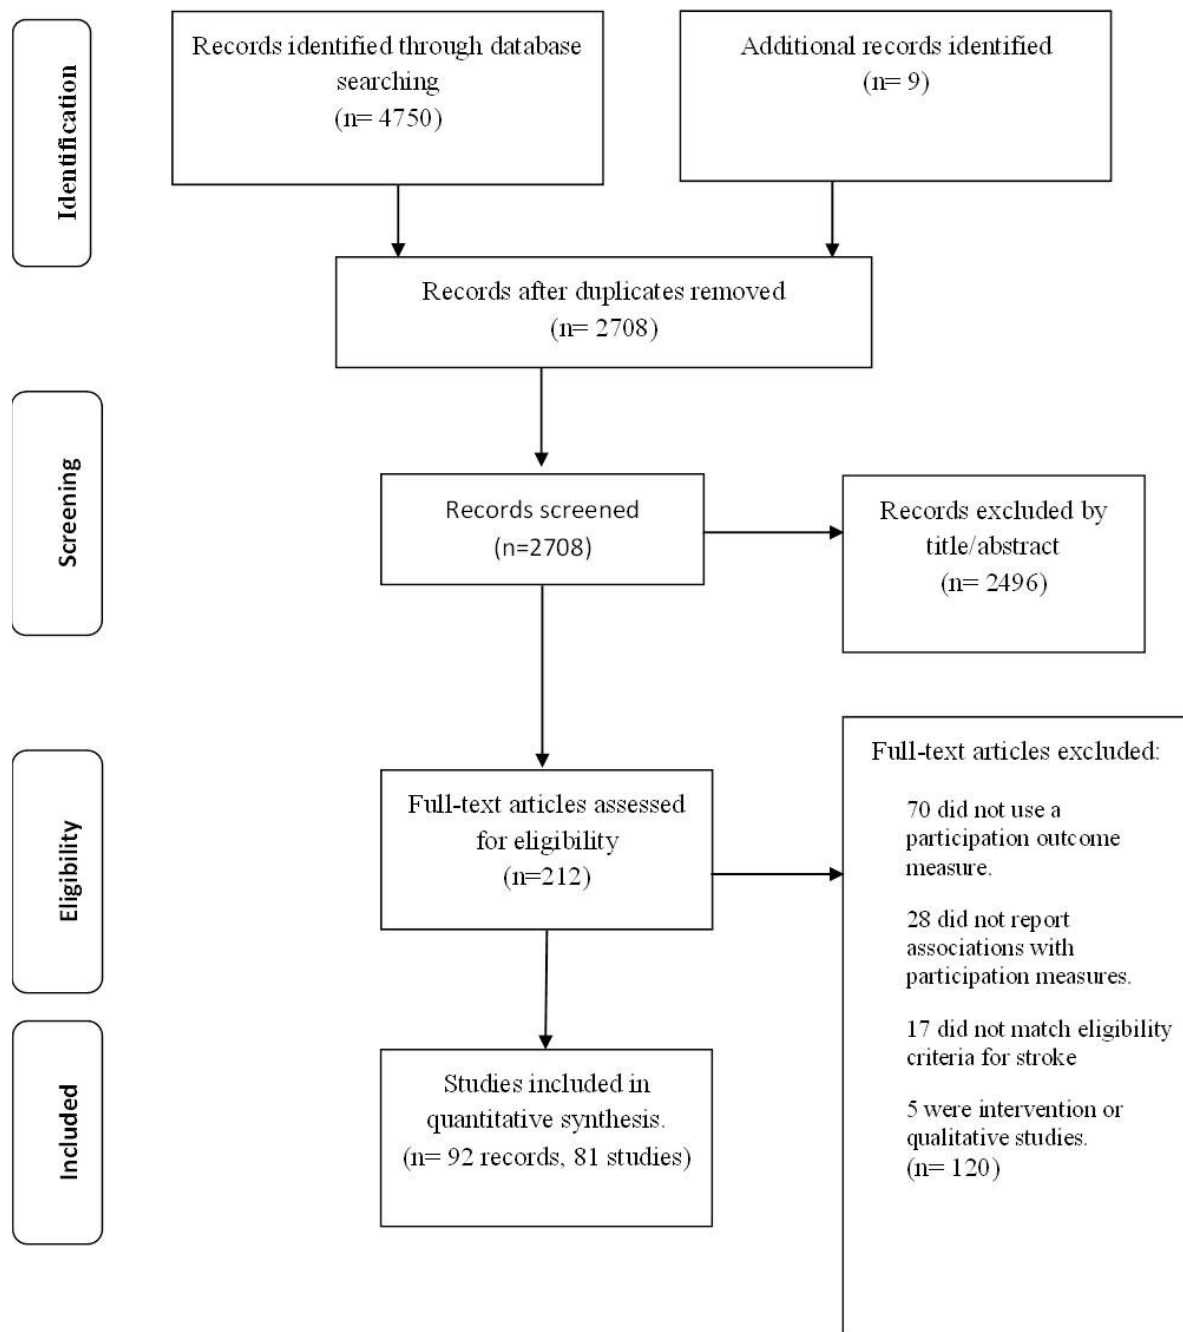 Identification
Records identified through database
searching
(n= 4750)
Additional records identified
(n= 9)
Records after duplicates removed
(n= 2708)
Screening
Records screened
(n=2708)
Records excluded by
title/abstract
(n= 2496)
Eligibility
Full-text articles assessed
for eligibility
(n=212)
Full-text articles excluded:
70 did not use a
participation outcome
measure.
28 did not report
associations with
participation measures.
17 did not match eligibility
criteria for stroke
5 were intervention or
qualitative studies.
(n= 120)
Included
Studies included in
quantitative synthesis.
(n= 92 records, 81 studies)